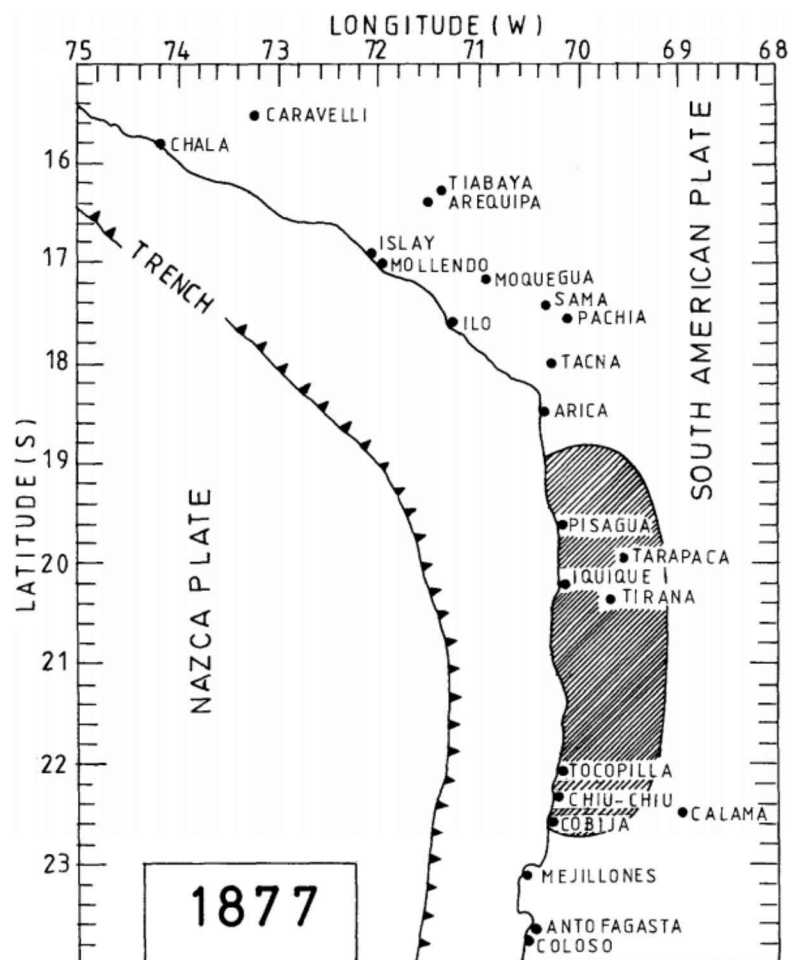 LONGITUDE (W)
75 74 73 72 71 70 69 68
CARAVELLI
CHALA
16
TIABAYA
AREQUIPA
SOUTH AMERICAN PLATE
ISLAY
17
MOLLENDO
TRENCH
MOQUEGUA
SAMA
PACHIA
ILO
18
TACNA
ARICA
LATITUDE (S)
19
NAZCA PLATE
PISAGUA
TARAPACA
20
IQUIQUE
TIRANA
21
22
TOCOPILLA
CHIU-CHIU
CALAMA
COBIJA
23
MEJILLONES
1877
ANTOFAGASTA
COLOSO